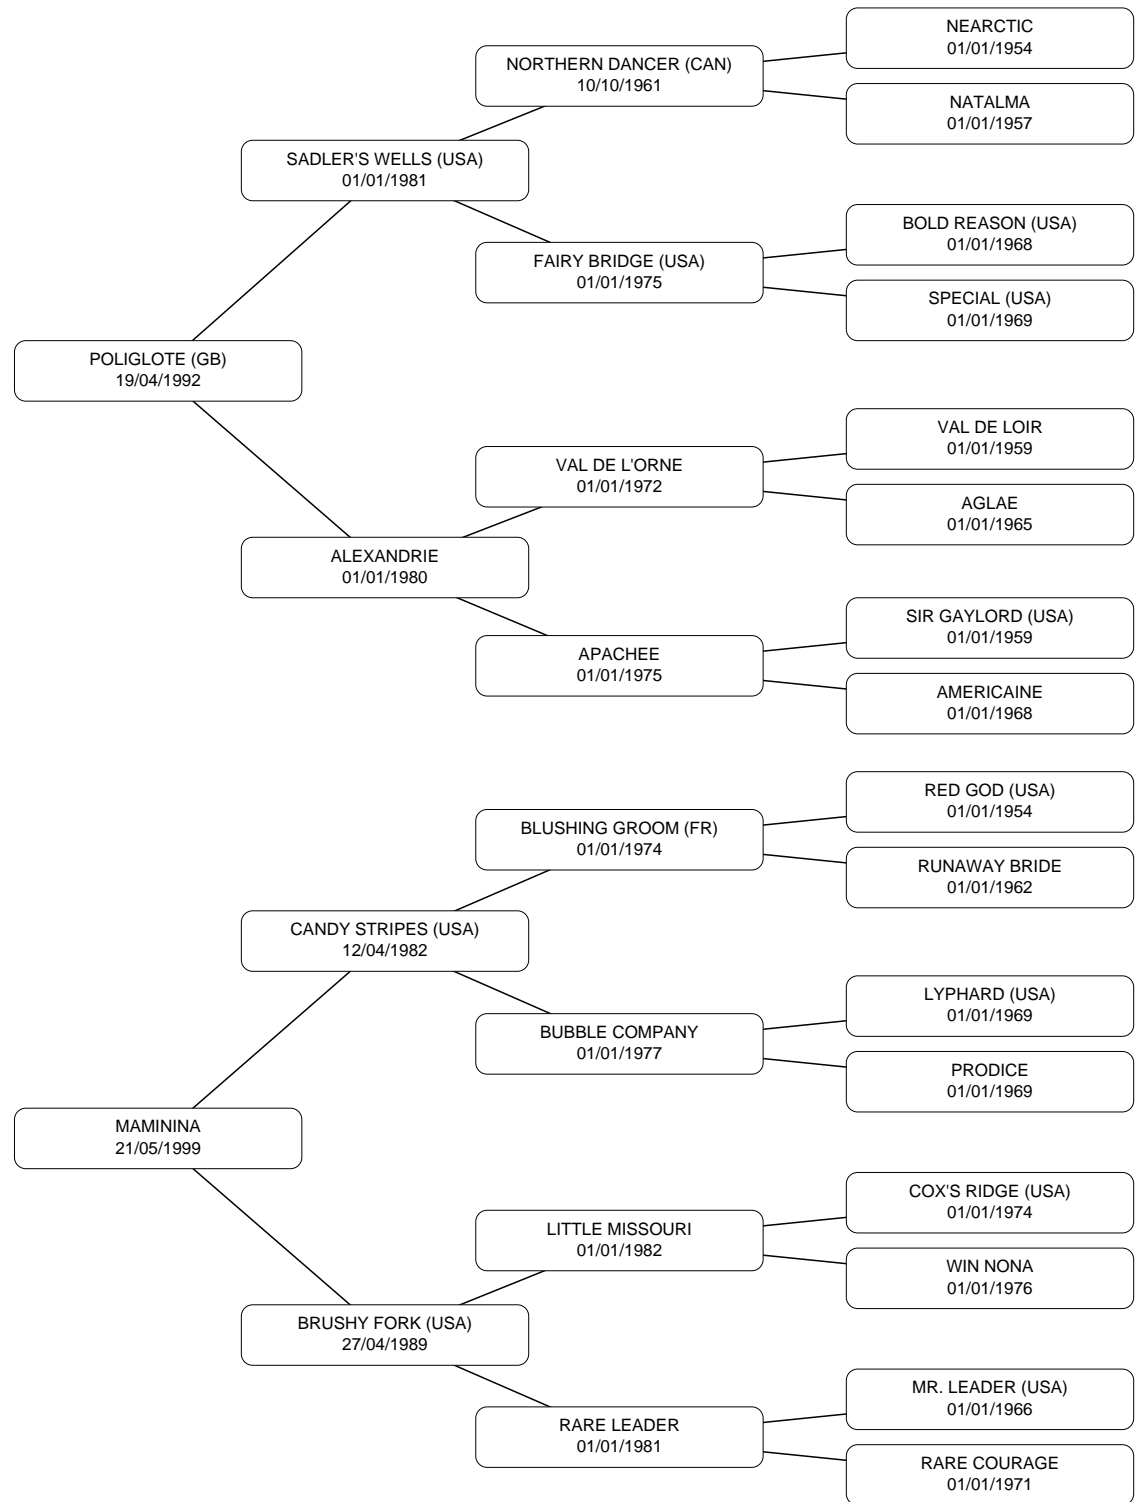 NEARCTIC
01/01/1954
NORTHERN DANCER (CAN)
10/10/1961
NATALMA
01/01/1957
SADLER'S WELLS (USA)
01/01/1981
BOLD REASON (USA)
01/01/1968
FAIRY BRIDGE (USA)
01/01/1975
SPECIAL (USA)
01/01/1969
POLIGLOTE (GB)
19/04/1992
VAL DE LOIR
01/01/1959
VAL DE L'ORNE
01/01/1972
AGLAE
01/01/1965
ALEXANDRIE
01/01/1980
SIR GAYLORD (USA)
01/01/1959
APACHEE
01/01/1975
AMERICAINE
01/01/1968
RED GOD (USA)
01/01/1954
BLUSHING GROOM (FR)
01/01/1974
RUNAWAY BRIDE
01/01/1962
CANDY STRIPES (USA)
12/04/1982
LYPHARD (USA)
01/01/1969
BUBBLE COMPANY
01/01/1977
PRODICE
01/01/1969
MAMININA
21/05/1999
COX'S RIDGE (USA)
01/01/1974
LITTLE MISSOURI
01/01/1982
WIN NONA
01/01/1976
BRUSHY FORK (USA)
27/04/1989
MR. LEADER (USA)
01/01/1966
RARE LEADER
01/01/1981
RARE COURAGE
01/01/1971